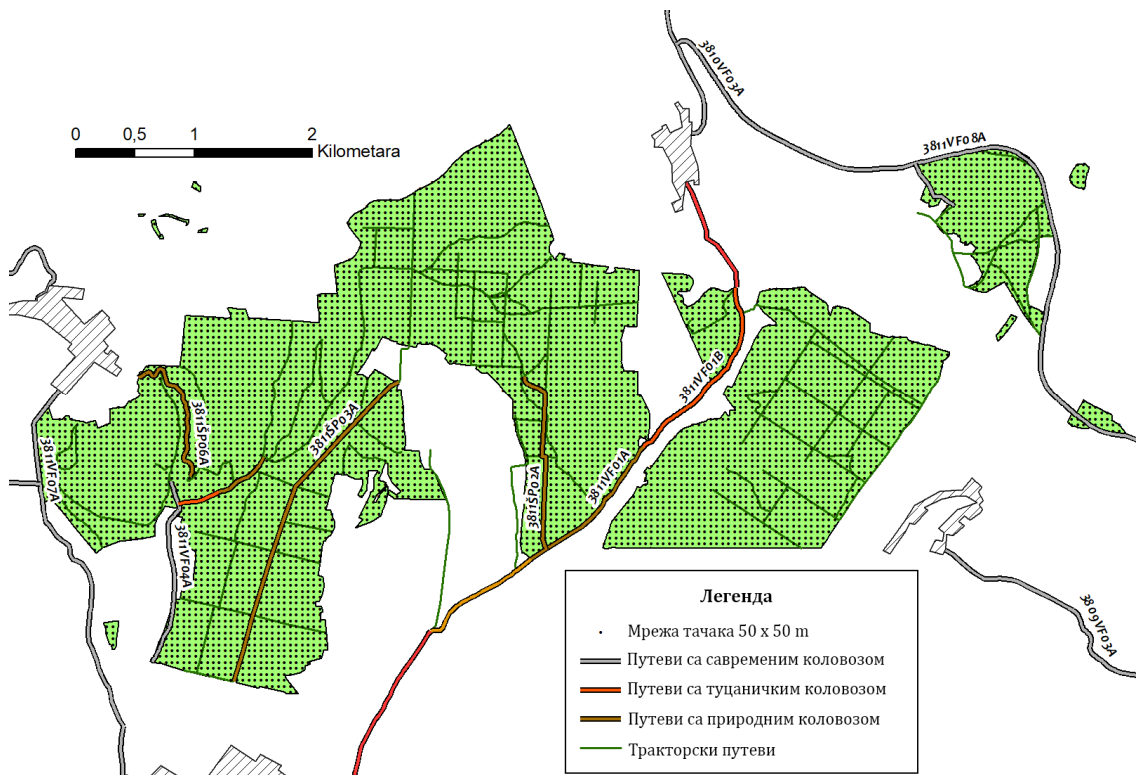 3810VF03A
3811VF08A
0 0,5 1 2
Kilometara
3811VF01B
3811ŠP03A
3811ŠP06A
3811VF07A
3811ŠP02A
3811VF01A
3811VF04A
3809VF03A
Легенда
Мрежа тачака 50 x 50 m
Путеви са савременим коловозом
Путеви са туцаничким коловозом
Путеви са природним коловозом
Тракторски путеви